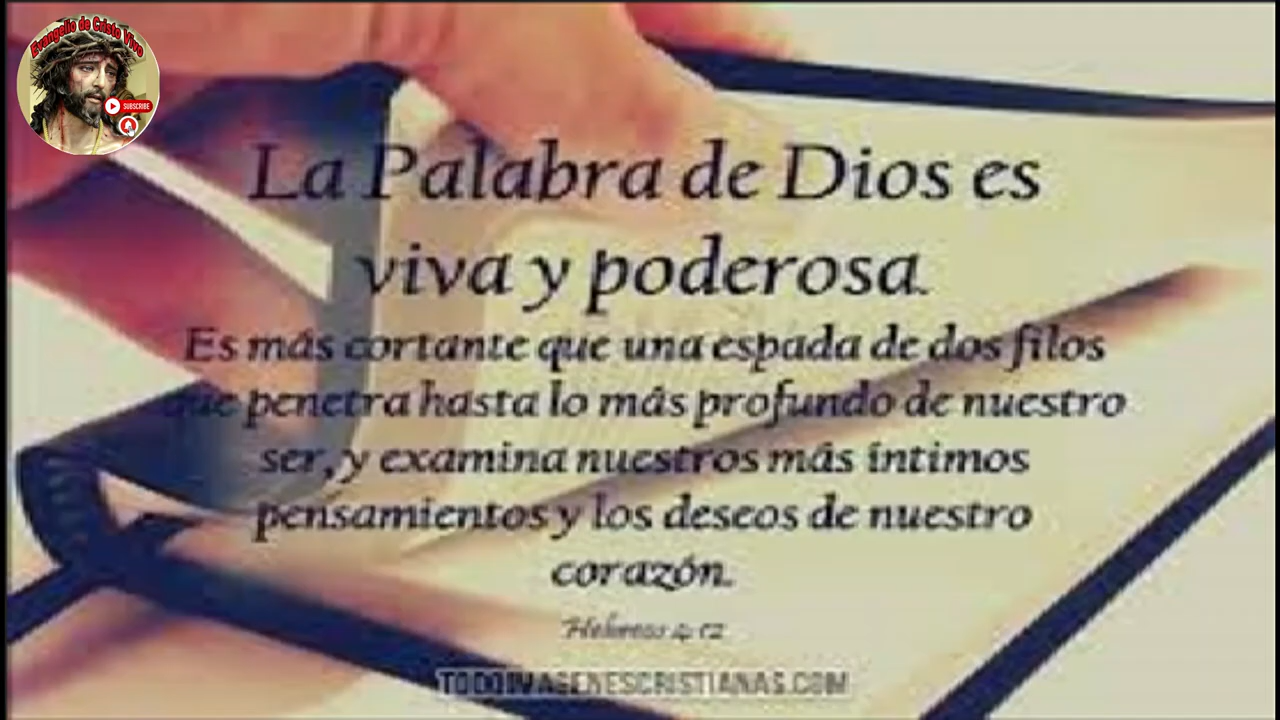 Evangelio de Cristo Vivo
SUBSCRIBE
La Palabra de Dios es
viva y poderosa.
Es más cortante que una espada de dos filos
que penetra hasta lo más profundo de nuestro
ser, y examina nuestros más íntimos
pensamientos y los deseos de nuestro
corazón.
Hebreos 4:12
TODOIMAGENESCRISTIANAS.COM